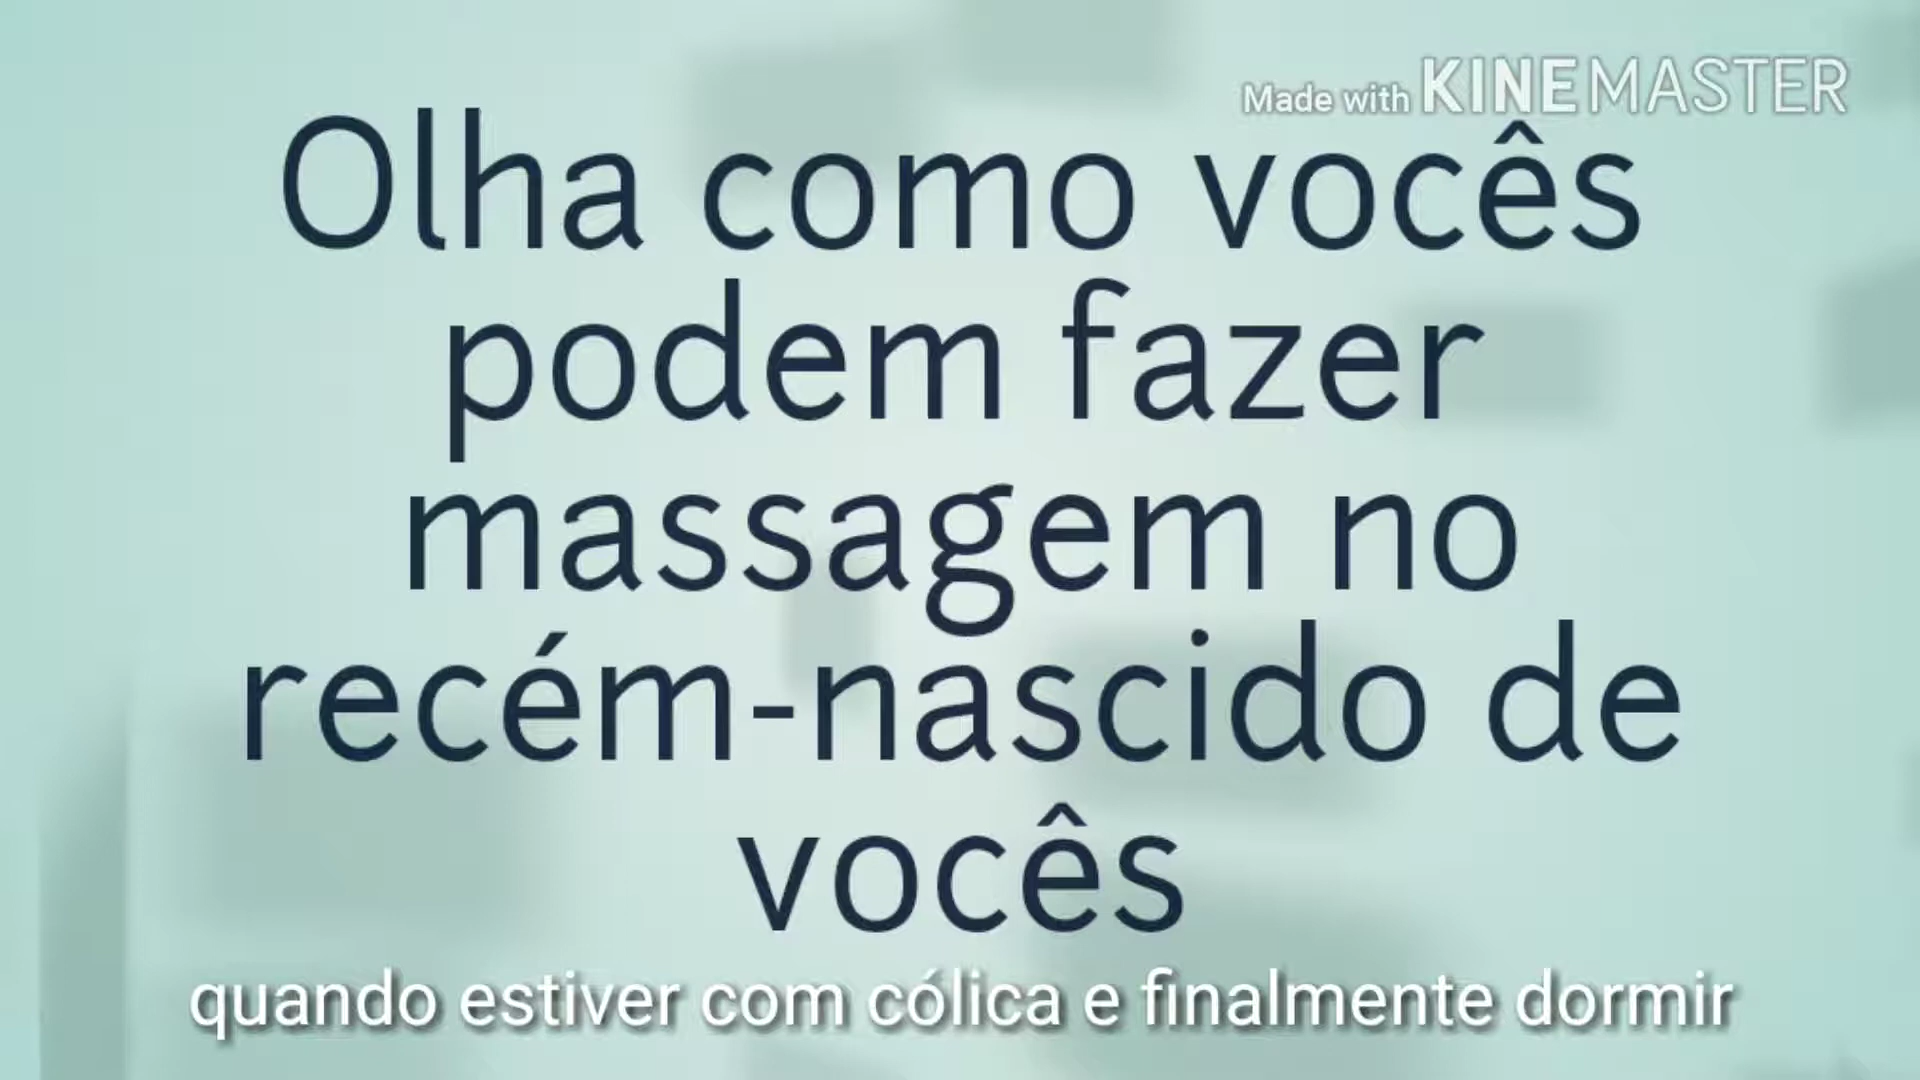 Made with KINEMASTER
Olha como vocês
podem fazer
massagem no
recém-nascido de
vocês
quando estiver com cólica e finalmente dormir